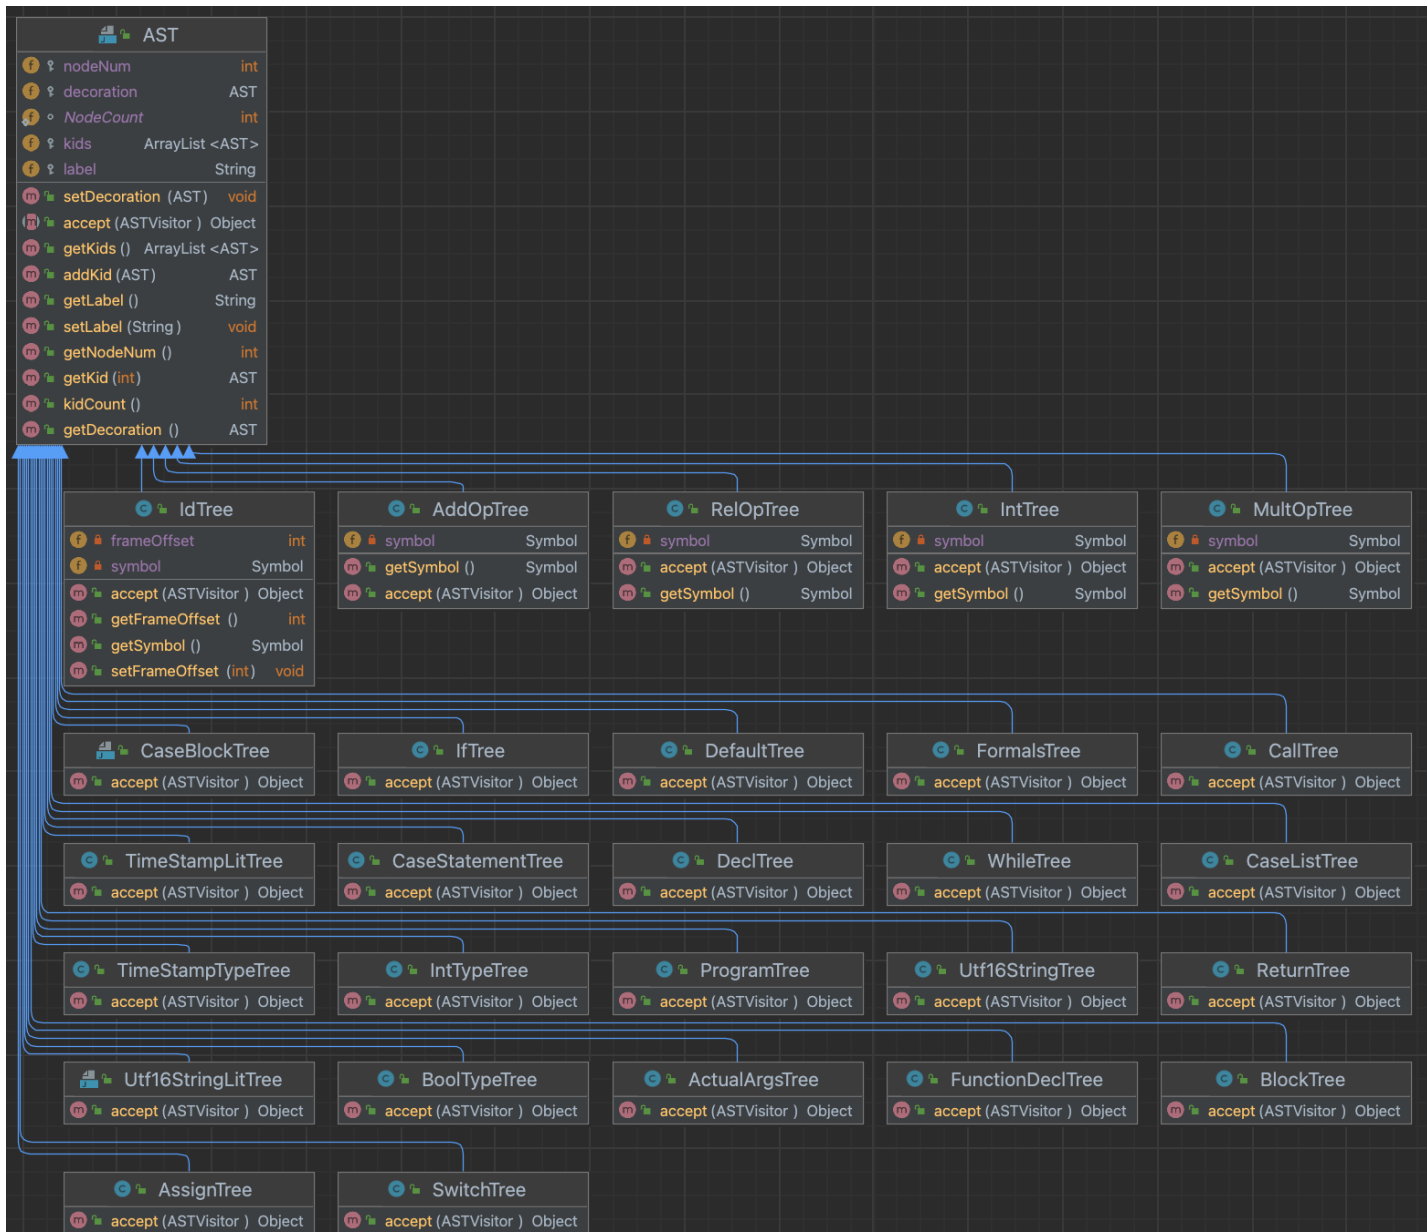 AST
nodeNum int
decoration AST
NodeCount int
kids ArrayList <AST>
label String
setDecoration (AST) void
accept (ASTVisitor ) Object
getKids () ArrayList <AST>
addKid (AST) AST
getLabel () String
setLabel (String ) void
getNodeNum () int
getKid (int) AST
kidCount () int
getDecoration () AST
IdTree
frameOffset int
symbol Symbol
accept (ASTVisitor ) Object
getFrameOffset () int
getSymbol () Symbol
setFrameOffset (int) void
AddOpTree
symbol Symbol
getSymbol () Symbol
accept (ASTVisitor ) Object
RelOpTree
symbol Symbol
accept (ASTVisitor ) Object
getSymbol () Symbol
IntTree
symbol Symbol
accept (ASTVisitor ) Object
getSymbol () Symbol
MultOpTree
symbol Symbol
accept (ASTVisitor ) Object
getSymbol () Symbol
CaseBlockTree
accept (ASTVisitor ) Object
IfTree
accept (ASTVisitor ) Object
DefaultTree
accept (ASTVisitor ) Object
FormalsTree
accept (ASTVisitor ) Object
CallTree
accept (ASTVisitor ) Object
TimeStampLitTree
accept (ASTVisitor ) Object
CaseStatementTree
accept (ASTVisitor ) Object
DeclTree
accept (ASTVisitor ) Object
WhileTree
accept (ASTVisitor ) Object
CaseListTree
accept (ASTVisitor ) Object
TimeStampTypeTree
accept (ASTVisitor ) Object
IntTypeTree
accept (ASTVisitor ) Object
ProgramTree
accept (ASTVisitor ) Object
Utf16StringTree
accept (ASTVisitor ) Object
ReturnTree
accept (ASTVisitor ) Object
Utf16StringLitTree
accept (ASTVisitor ) Object
BoolTypeTree
accept (ASTVisitor ) Object
ActualArgsTree
accept (ASTVisitor ) Object
FunctionDeclTree
accept (ASTVisitor ) Object
BlockTree
accept (ASTVisitor ) Object
AssignTree
accept (ASTVisitor ) Object
SwitchTree
accept (ASTVisitor ) Object